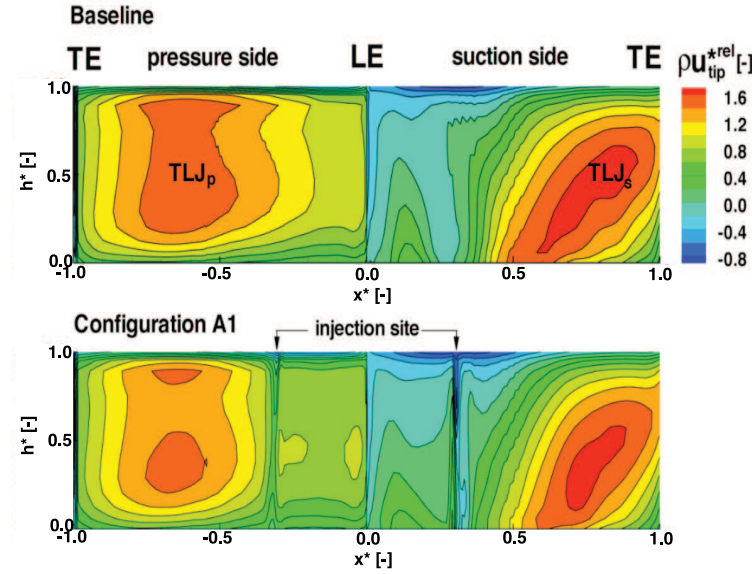 Baseline
TE pressure side LE suction side TE
ρu*rel tip [-]
1.0
0.5
0.0
h* [-]
TLJp
TLJs
-1.0 -0.5 0.0 0.5 1.0
x* [-]
1.6
1.2
0.8
0.4
0.0
-0.4
-0.8
Configuration A1
injection site
1.0
0.5
0.0
h* [-]
-1.0 -0.5 0.0 0.5 1.0
x* [-]